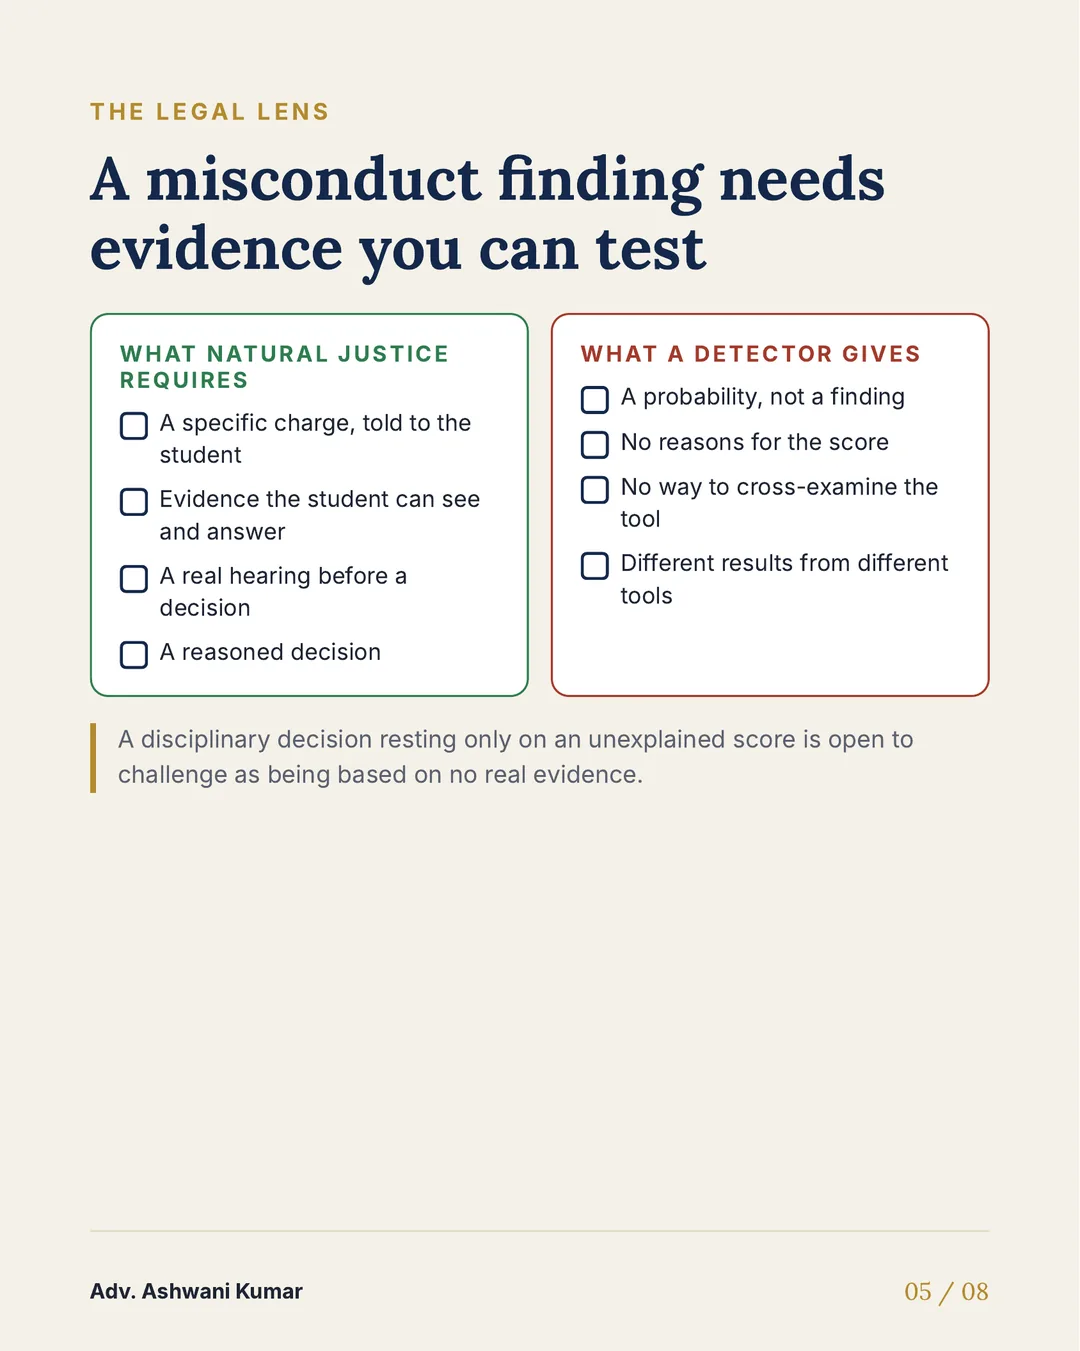 THE LEGAL LENS
A misconduct finding needs
evidence you can test
WHAT NATURAL JUSTICE
REQUIRES
A specific charge, told to the
student
Evidence the student can see
and answer
A real hearing before a
decision
A reasoned decision
WHAT A DETECTOR GIVES
A probability, not a finding
No reasons for the score
No way to cross-examine the
tool
Different results from different
tools
A disciplinary decision resting only on an unexplained score is open to
challenge as being based on no real evidence.
Adv. Ashwani Kumar
05 / 08